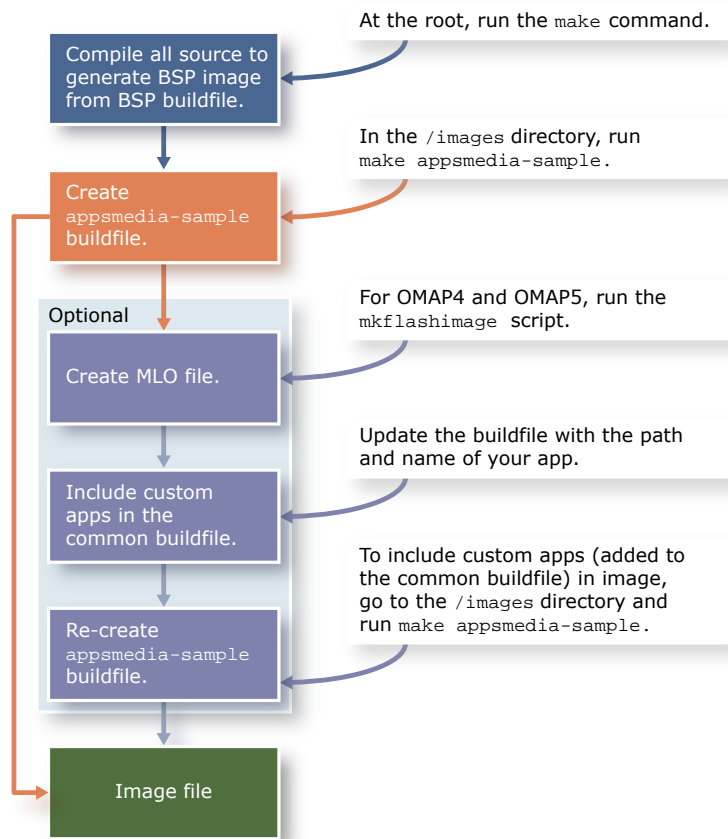 At the root, run the make command.
Compile all source to
generate BSP image
from BSP buildfile.
In the /images directory, run
make appsmedia-sample.
Create
appsmedia-sample
buildfile.
For OMAP4 and OMAP5, run the
mkflashimage script.
Optional
Create MLO file.
Update the buildfile with the path
and name of your app.
Include custom
apps in the
common buildfile.
To include custom apps (added to
the common buildfile) in image,
go to the /images directory and
run make appsmedia-sample.
Re-create
appsmedia-sample
buildfile.
Image file